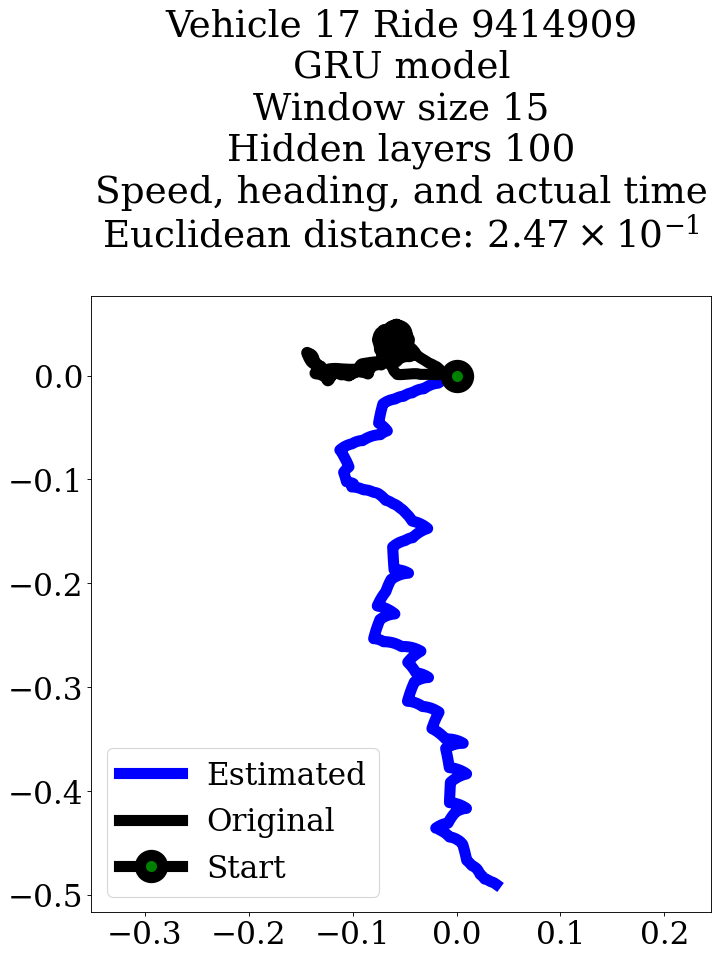 Vehicle 17 Ride 9414909
GRU model
Window size 15
Hidden layers 100
Speed, heading, and actual time
Euclidean distance: 2.47 × 10⁻¹
0.0
−0.1
−0.2
−0.3
−0.4
−0.5
Estimated
Original
Start
−0.3 −0.2 −0.1 0.0 0.1 0.2